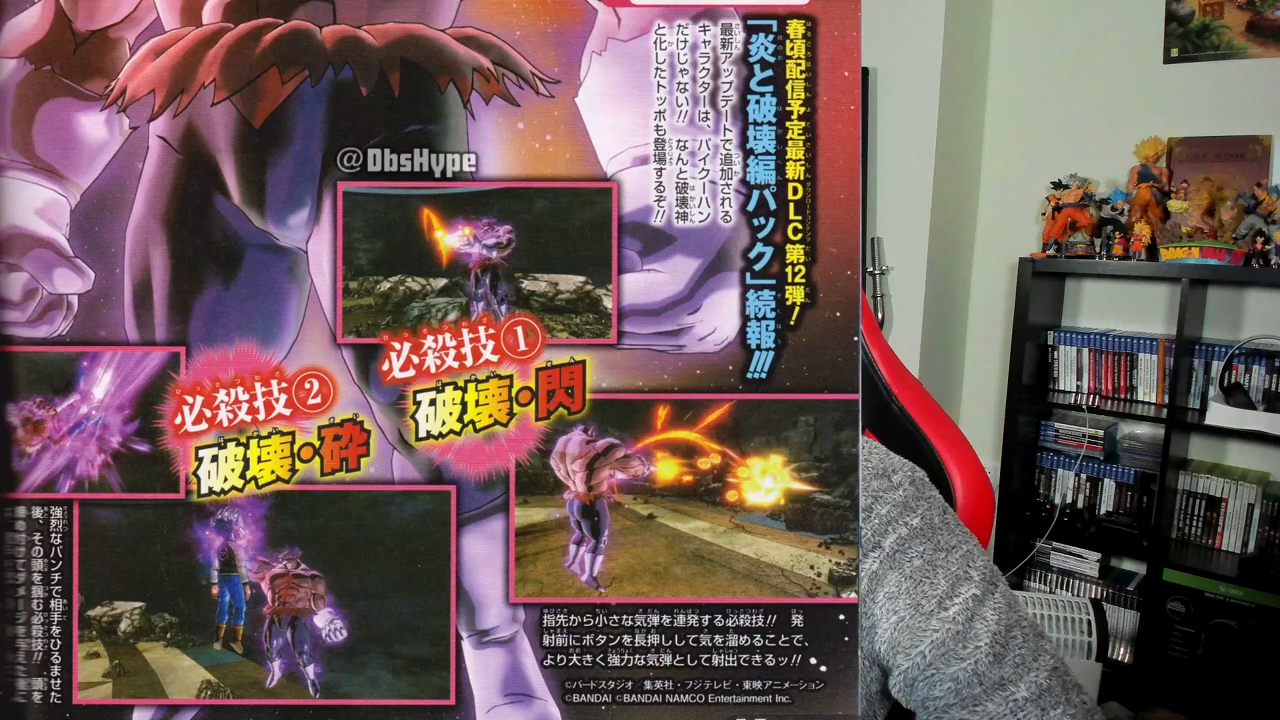 春頃配信予定最新DLC第12弾!
「炎と破壊編パック」続報!!!
最新アップデートで追加される
キャラクターは、バイクーハン
だけじゃない!! なんと破壊神
と化したトッポも登場するぞ!!
@DbsHype
必殺技①
破壊・閃
必殺技②
破壊・砕
指先から小さな気弾を連発する必殺技!! 発
射前にボタンを長押しして気を溜めることで、
より大きく強力な気弾として射出できるッ!!
強烈なパンチで相手をひるませた
後、その頭を掴む必殺技!! 頭を
©バードスタジオ/集英社・フジテレビ・東映アニメーション
©BANDAI ©BANDAI NAMCO Entertainment Inc.